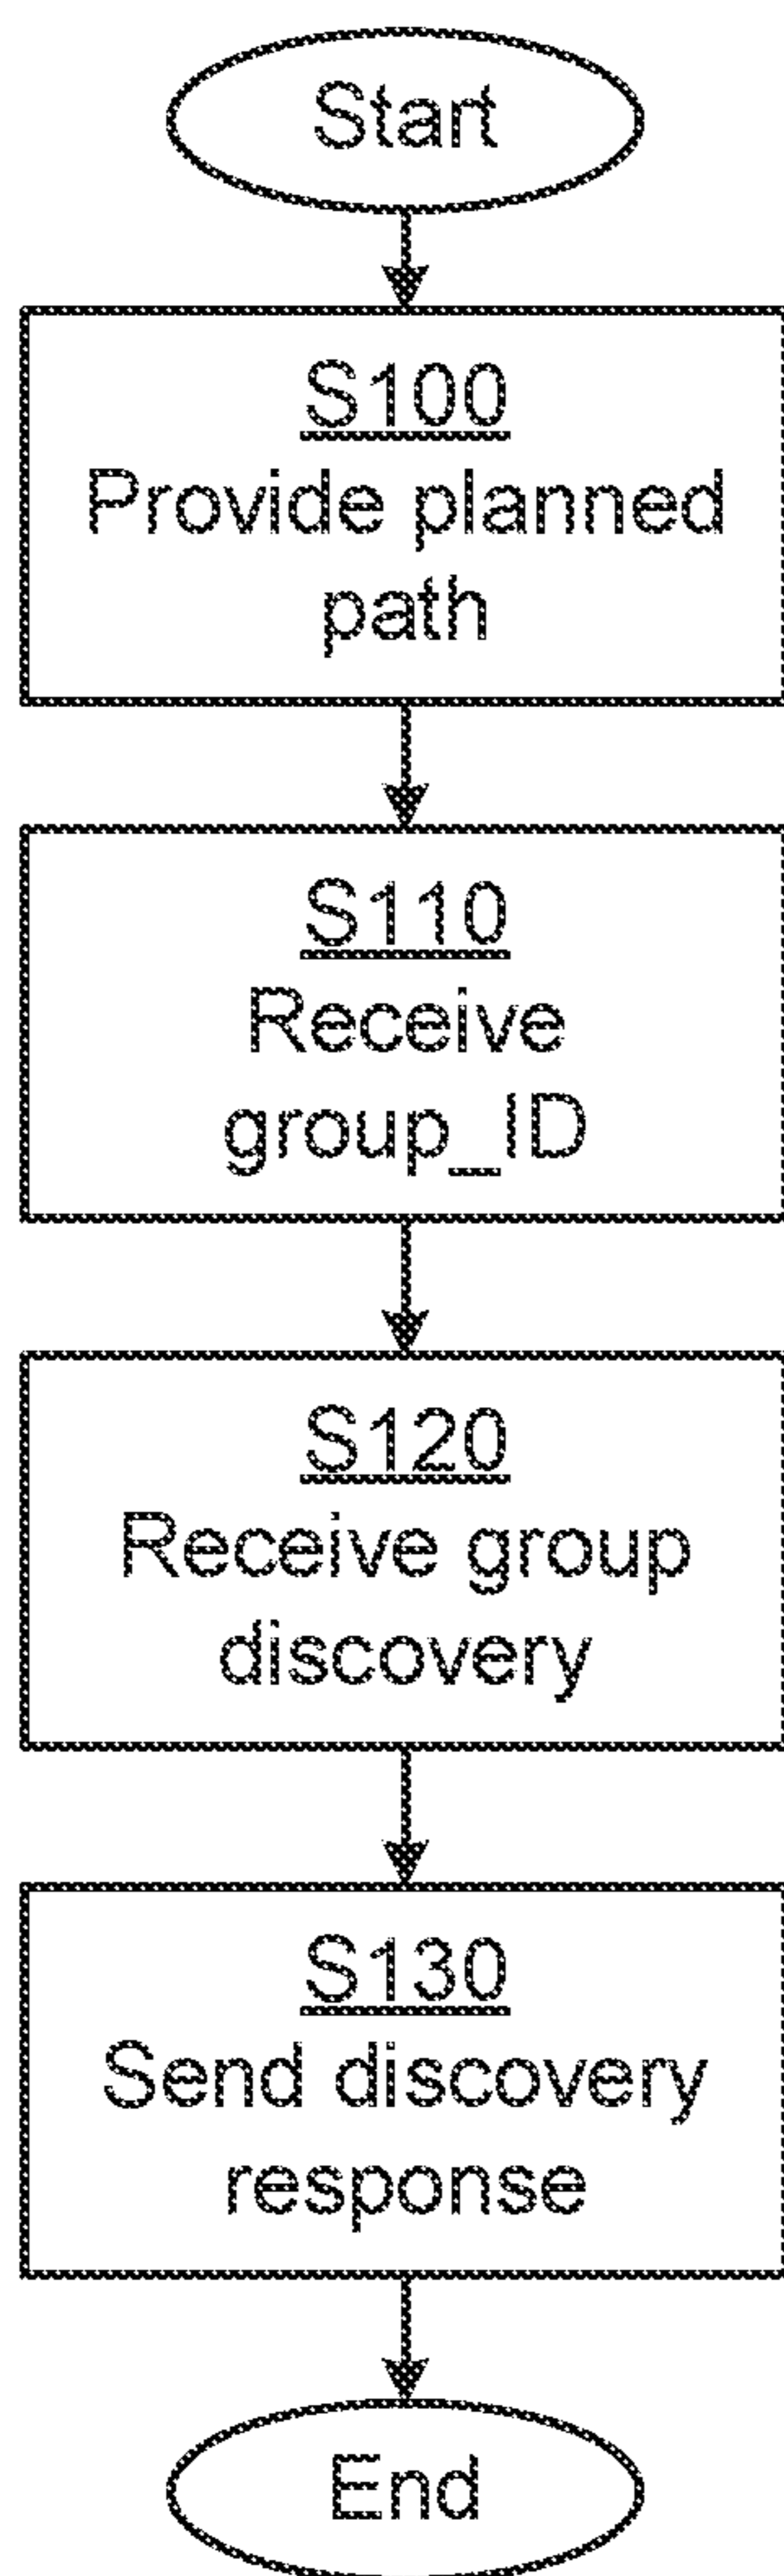 Start
S100
Provide planned
path
S110
Receive
group_ID
S120
Receive group
discovery
S130
Send discovery
response
End